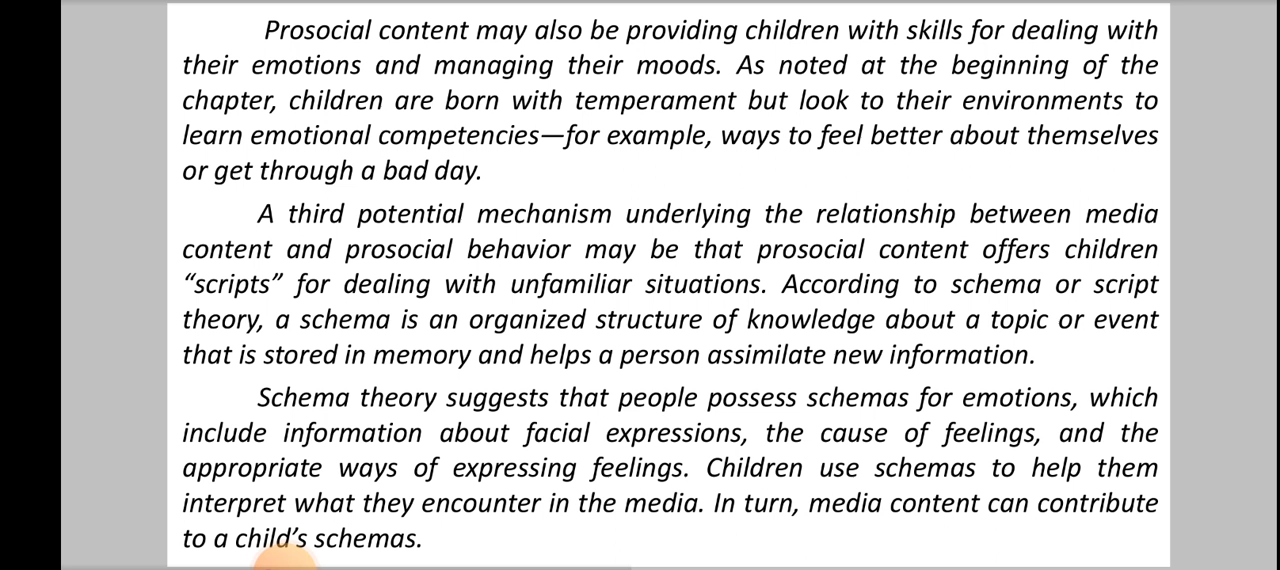 Prosocial content may also be providing children with skills for dealing with
their emotions and managing their moods. As noted at the beginning of the
chapter, children are born with temperament but look to their environments to
learn emotional competencies—for example, ways to feel better about themselves
or get through a bad day.
A third potential mechanism underlying the relationship between media
content and prosocial behavior may be that prosocial content offers children
“scripts” for dealing with unfamiliar situations. According to schema or script
theory, a schema is an organized structure of knowledge about a topic or event
that is stored in memory and helps a person assimilate new information.
Schema theory suggests that people possess schemas for emotions, which
include information about facial expressions, the cause of feelings, and the
appropriate ways of expressing feelings. Children use schemas to help them
interpret what they encounter in the media. In turn, media content can contribute
to a child’s schemas.